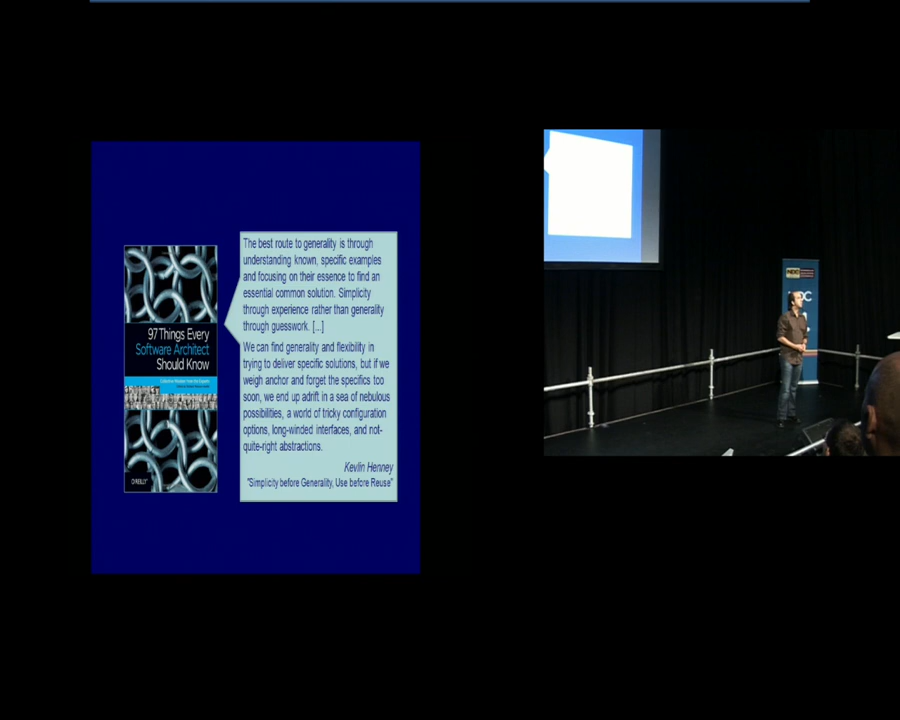 The best route to generality is through
understanding known, specific examples
and focusing on their essence to find an
essential common solution. Simplicity
through experience rather than generality
through guesswork. [...]
We can find generality and flexibility in
trying to deliver specific solutions, but if we
weigh anchor and forget the specifics too
soon, we end up adrift in a sea of nebulous
possibilities, a world of tricky configuration
options, long-winded interfaces, and not-
quite-right abstractions.
Kevlin Henney
"Simplicity before Generality, Use before Reuse"
97 Things Every
Software Architect
Should Know
O'REILLY